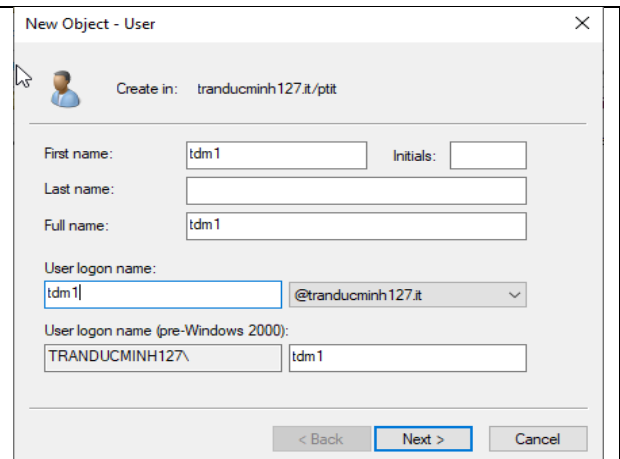 New Object - User
Create in: tranducminh127.it/ptit
First name: tdm1 Initials:
Last name:
Full name: tdm1
User logon name:
tdm1 @tranducminh127.it
User logon name (pre-Windows 2000):
TRANDUCMINH127\ tdm1
< Back Next > Cancel